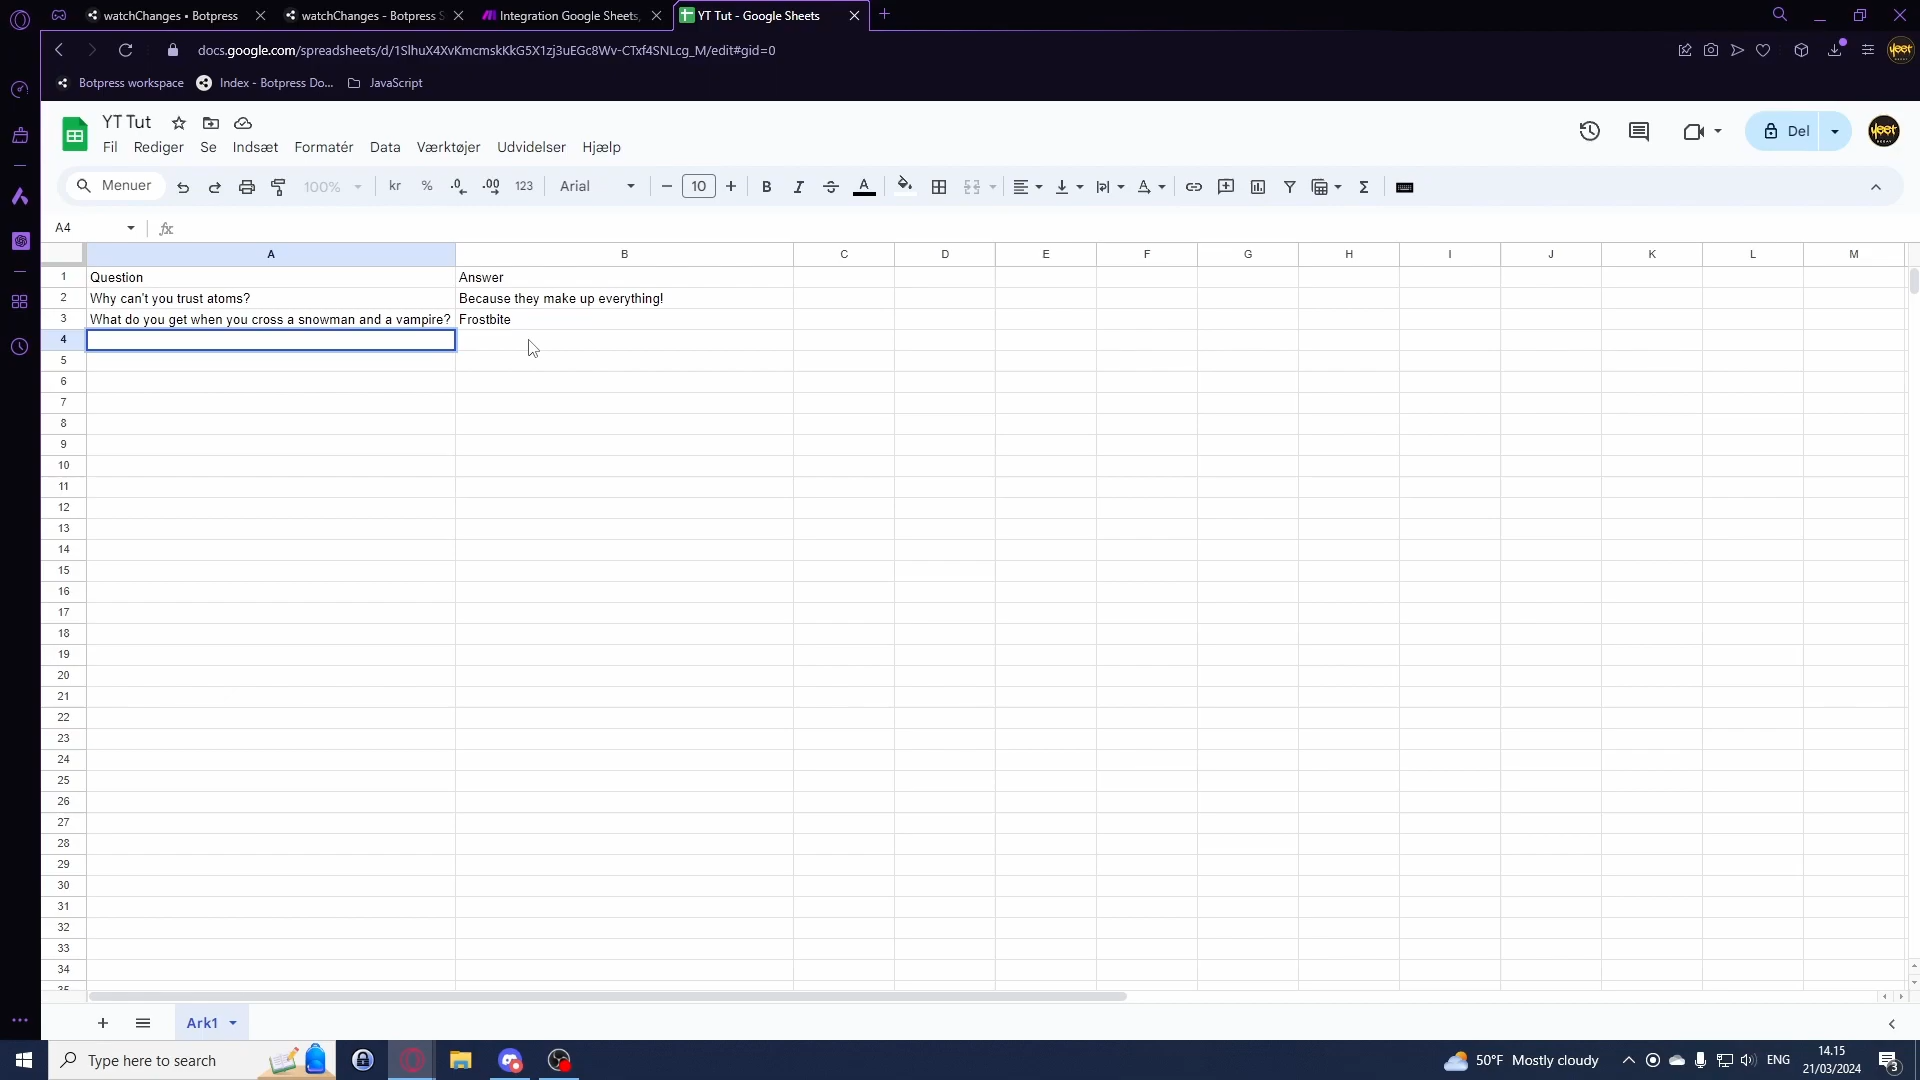 watchChanges • Botpress
watchChanges - Botpress S
Integration Google Sheets,
YT Tut - Google Sheets
docs.google.com/spreadsheets/d/1SlhuX4XvKmcmskKkG5X1zj3uEGc8Wv-CTxf4SNLcg_M/edit#gid=0
Botpress workspace
Index - Botpress Do...
JavaScript
YT Tut
Fil Rediger Se Indsæt Formatér Data Værktøjer Udvidelser Hjælp
Del
Menuer
100%
kr % .0 .00 123
Arial
10
A4
fx
A B C D E F G H I J K L M
1 Question Answer
2 Why can't you trust atoms? Because they make up everything!
3 What do you get when you cross a snowman and a vampire? Frostbite
4
5
6
7
8
9
10
11
12
13
14
15
16
17
18
19
20
21
22
23
24
25
26
27
28
29
30
31
32
33
34
35
Ark1
Type here to search
50°F Mostly cloudy
ENG
14.15
21/03/2024
3